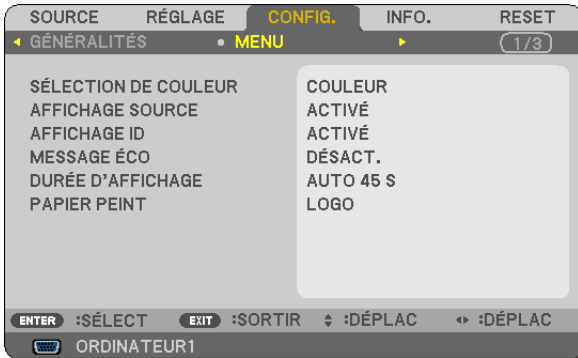 SOURCE RÉGLAGE CONFIG. INFO. RESET
GÉNÉRALITÉS • MENU 1/3
SÉLECTION DE COULEUR COULEUR
AFFICHAGE SOURCE ACTIVÉ
AFFICHAGE ID ACTIVÉ
MESSAGE ÉCO DÉSACT.
DURÉE D'AFFICHAGE AUTO 45 S
PAPIER PEINT LOGO
ENTER :SÉLECT EXIT :SORTIR :DÉPLAC :DÉPLAC
ORDINATEUR1